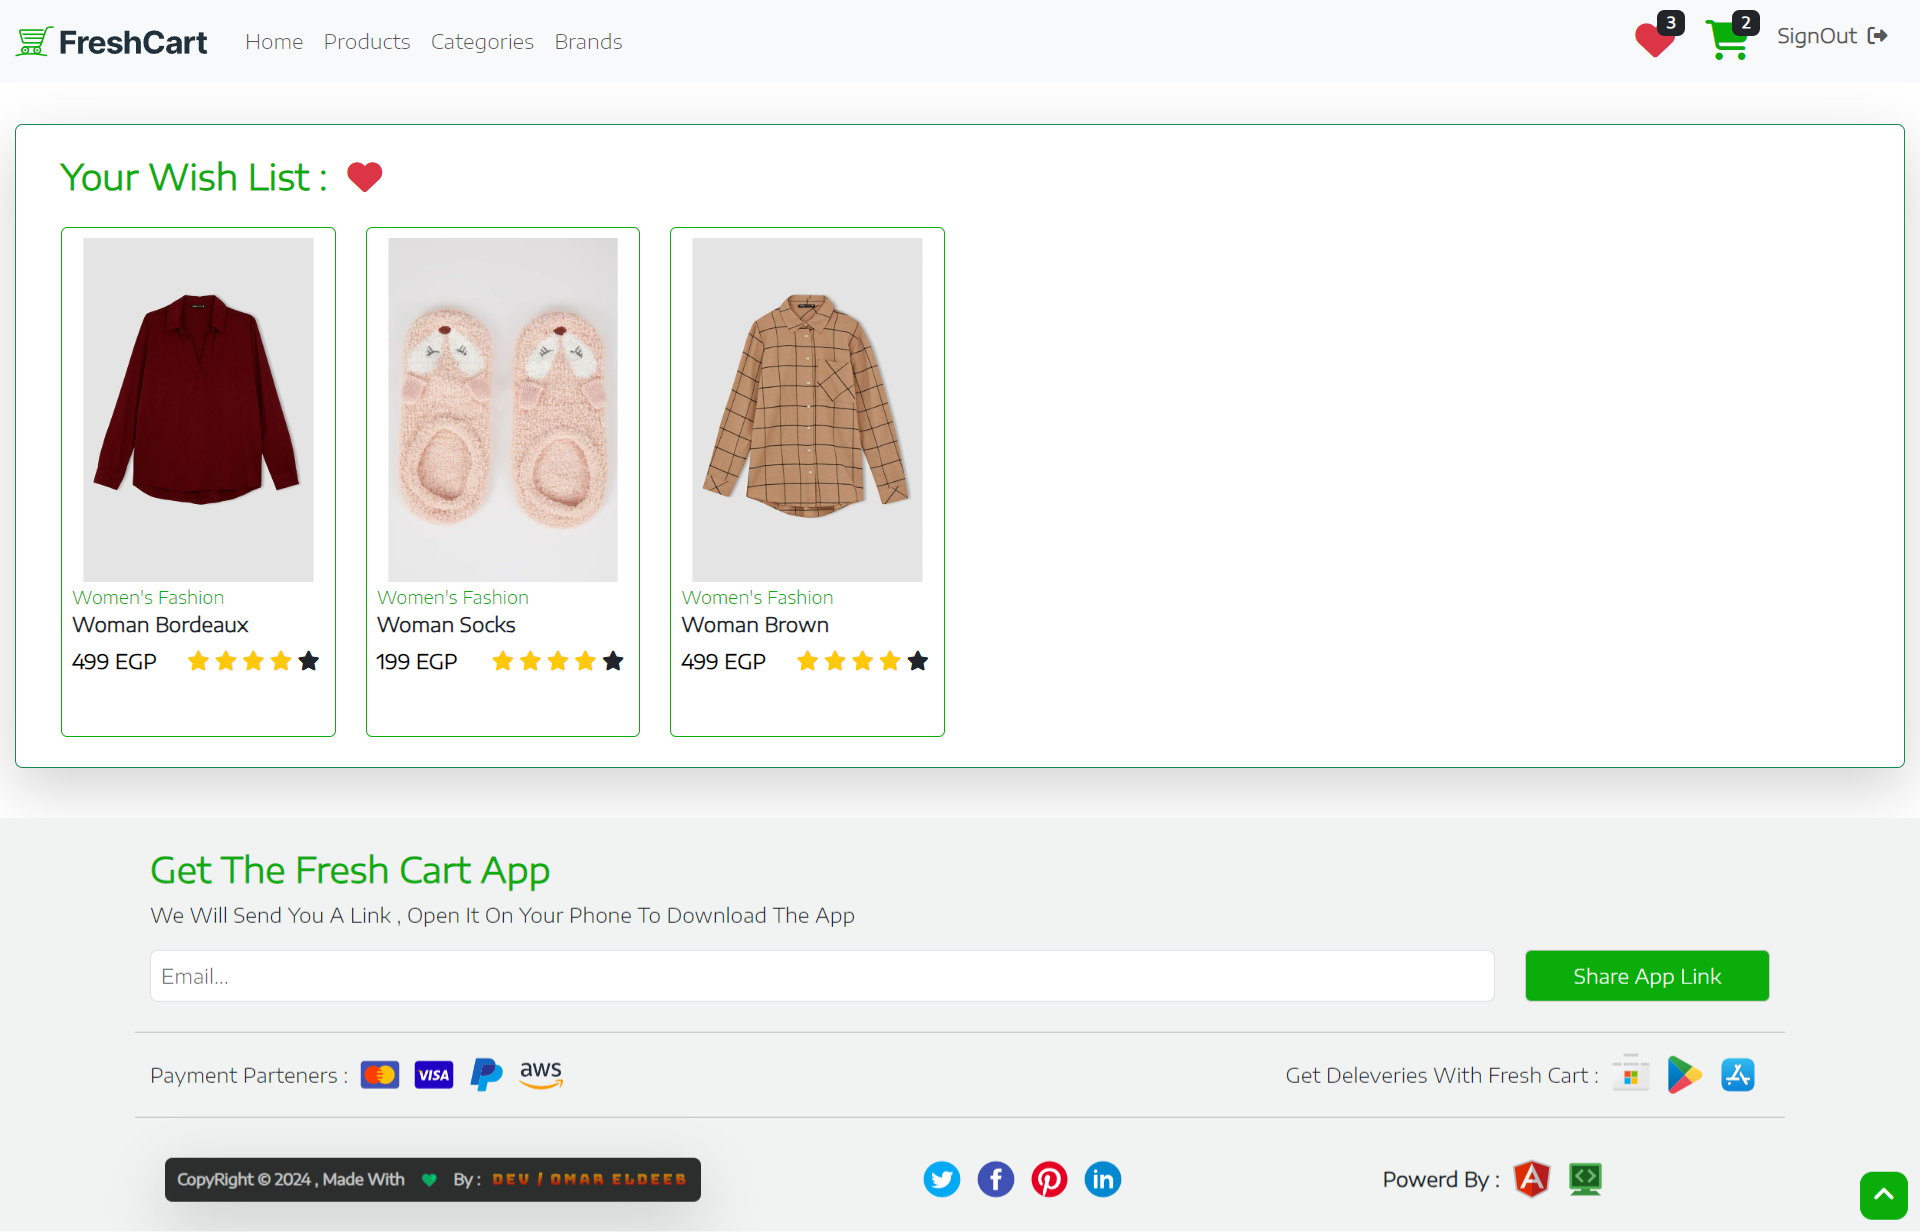 FreshCart Home Products Categories Brands 3 2 SignOut
Your Wish List :
Women's Fashion
Woman Bordeaux
499 EGP
Women's Fashion
Woman Socks
199 EGP
Women's Fashion
Woman Brown
499 EGP
Get The Fresh Cart App
We Will Send You A Link , Open It On Your Phone To Download The App
Email...
Share App Link
Payment Parteners : VISA aws
Get Deleveries With Fresh Cart :
CopyRight © 2024 , Made With By : DEV / OMAR ELDEEB
Powerd By :